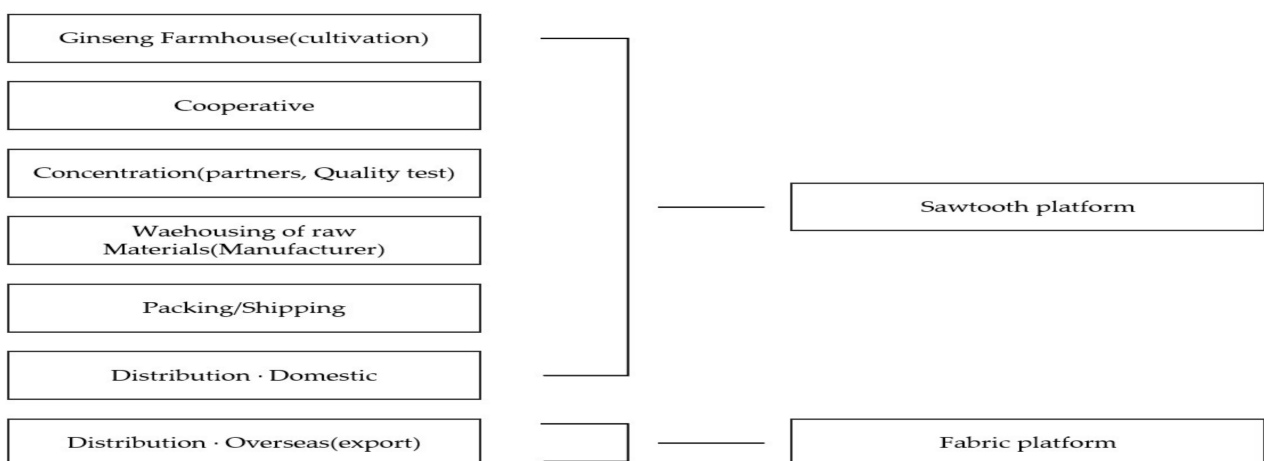 Ginseng Farmhouse(cultivation)
Cooperative
Concentration(partners, Quality test)
Waehousing of raw
Materials(Manufacturer)
Packing/Shipping
Distribution · Domestic
Distribution · Overseas(export)
Sawtooth platform
Fabric platform